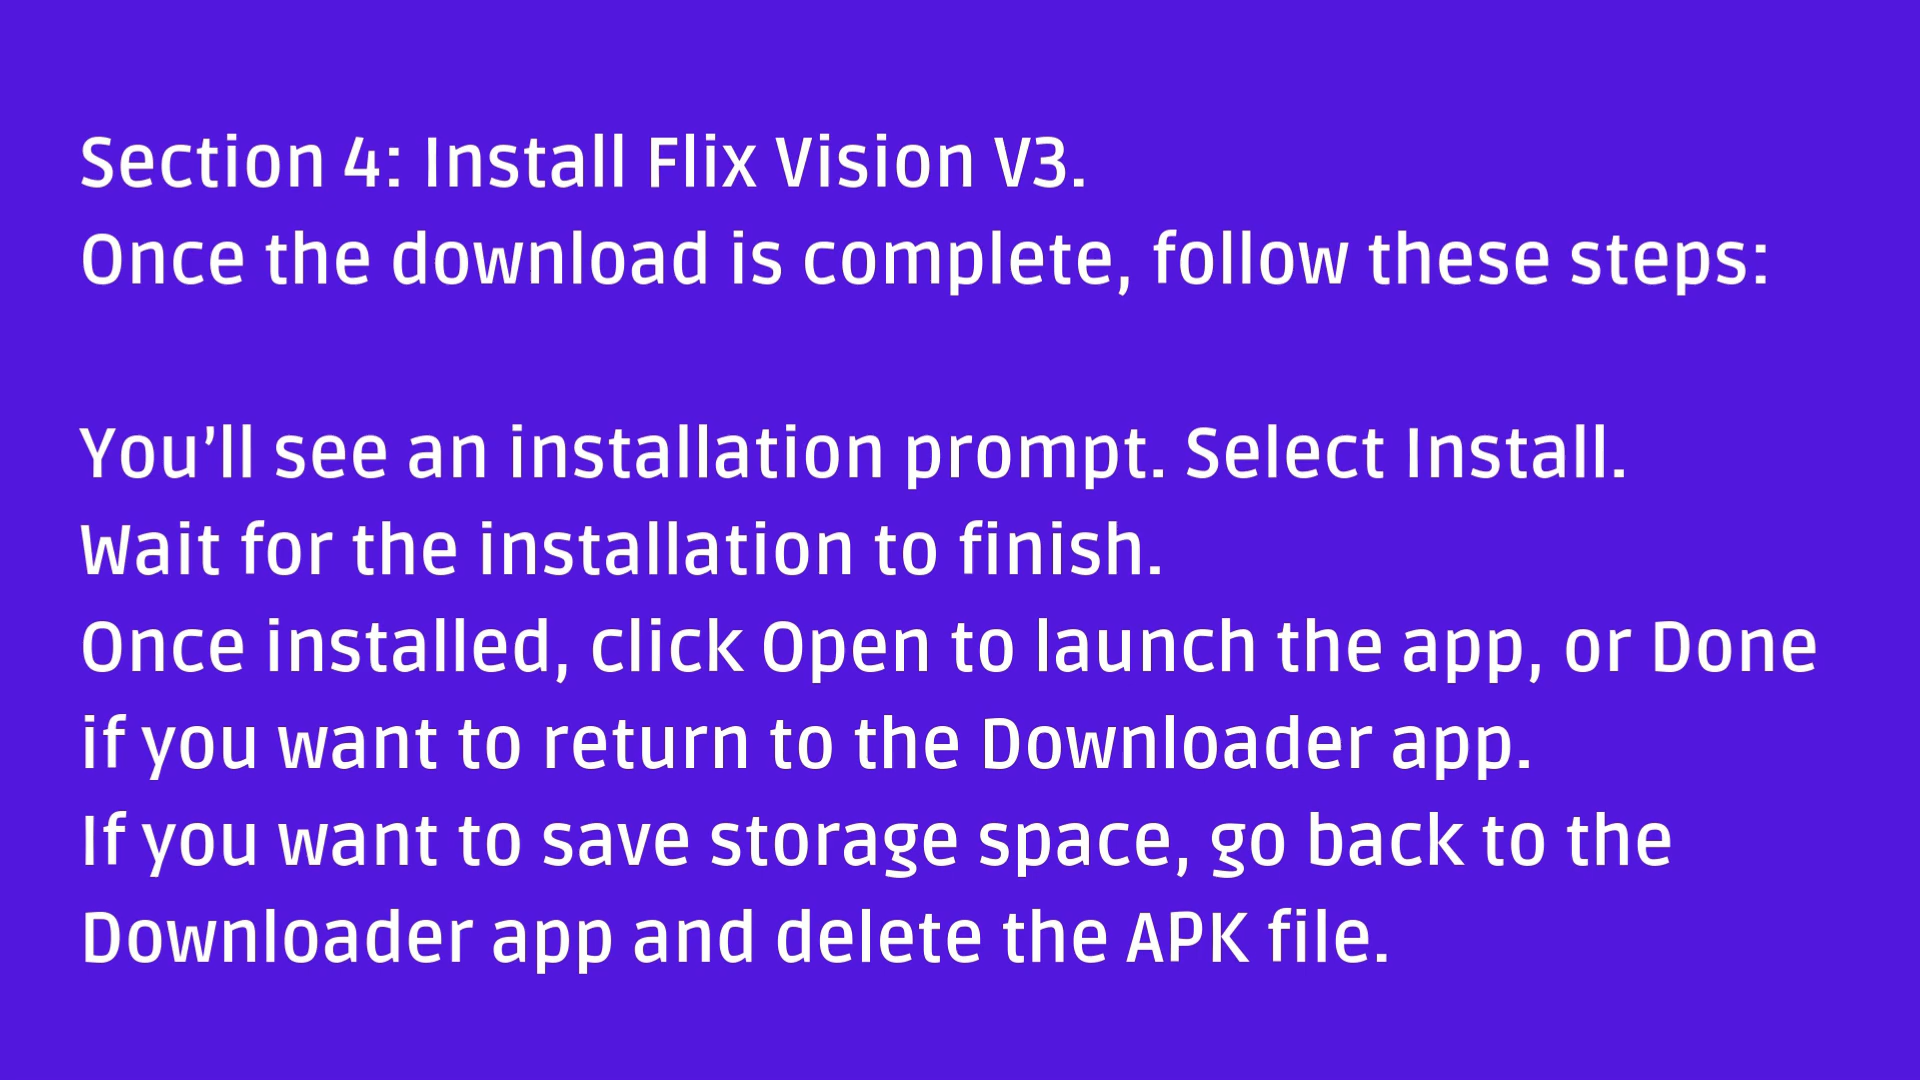 Section 4: Install Flix Vision V3.
Once the download is complete, follow these steps:
You’ll see an installation prompt. Select Install.
Wait for the installation to finish.
Once installed, click Open to launch the app, or Done
if you want to return to the Downloader app.
If you want to save storage space, go back to the
Downloader app and delete the APK file.